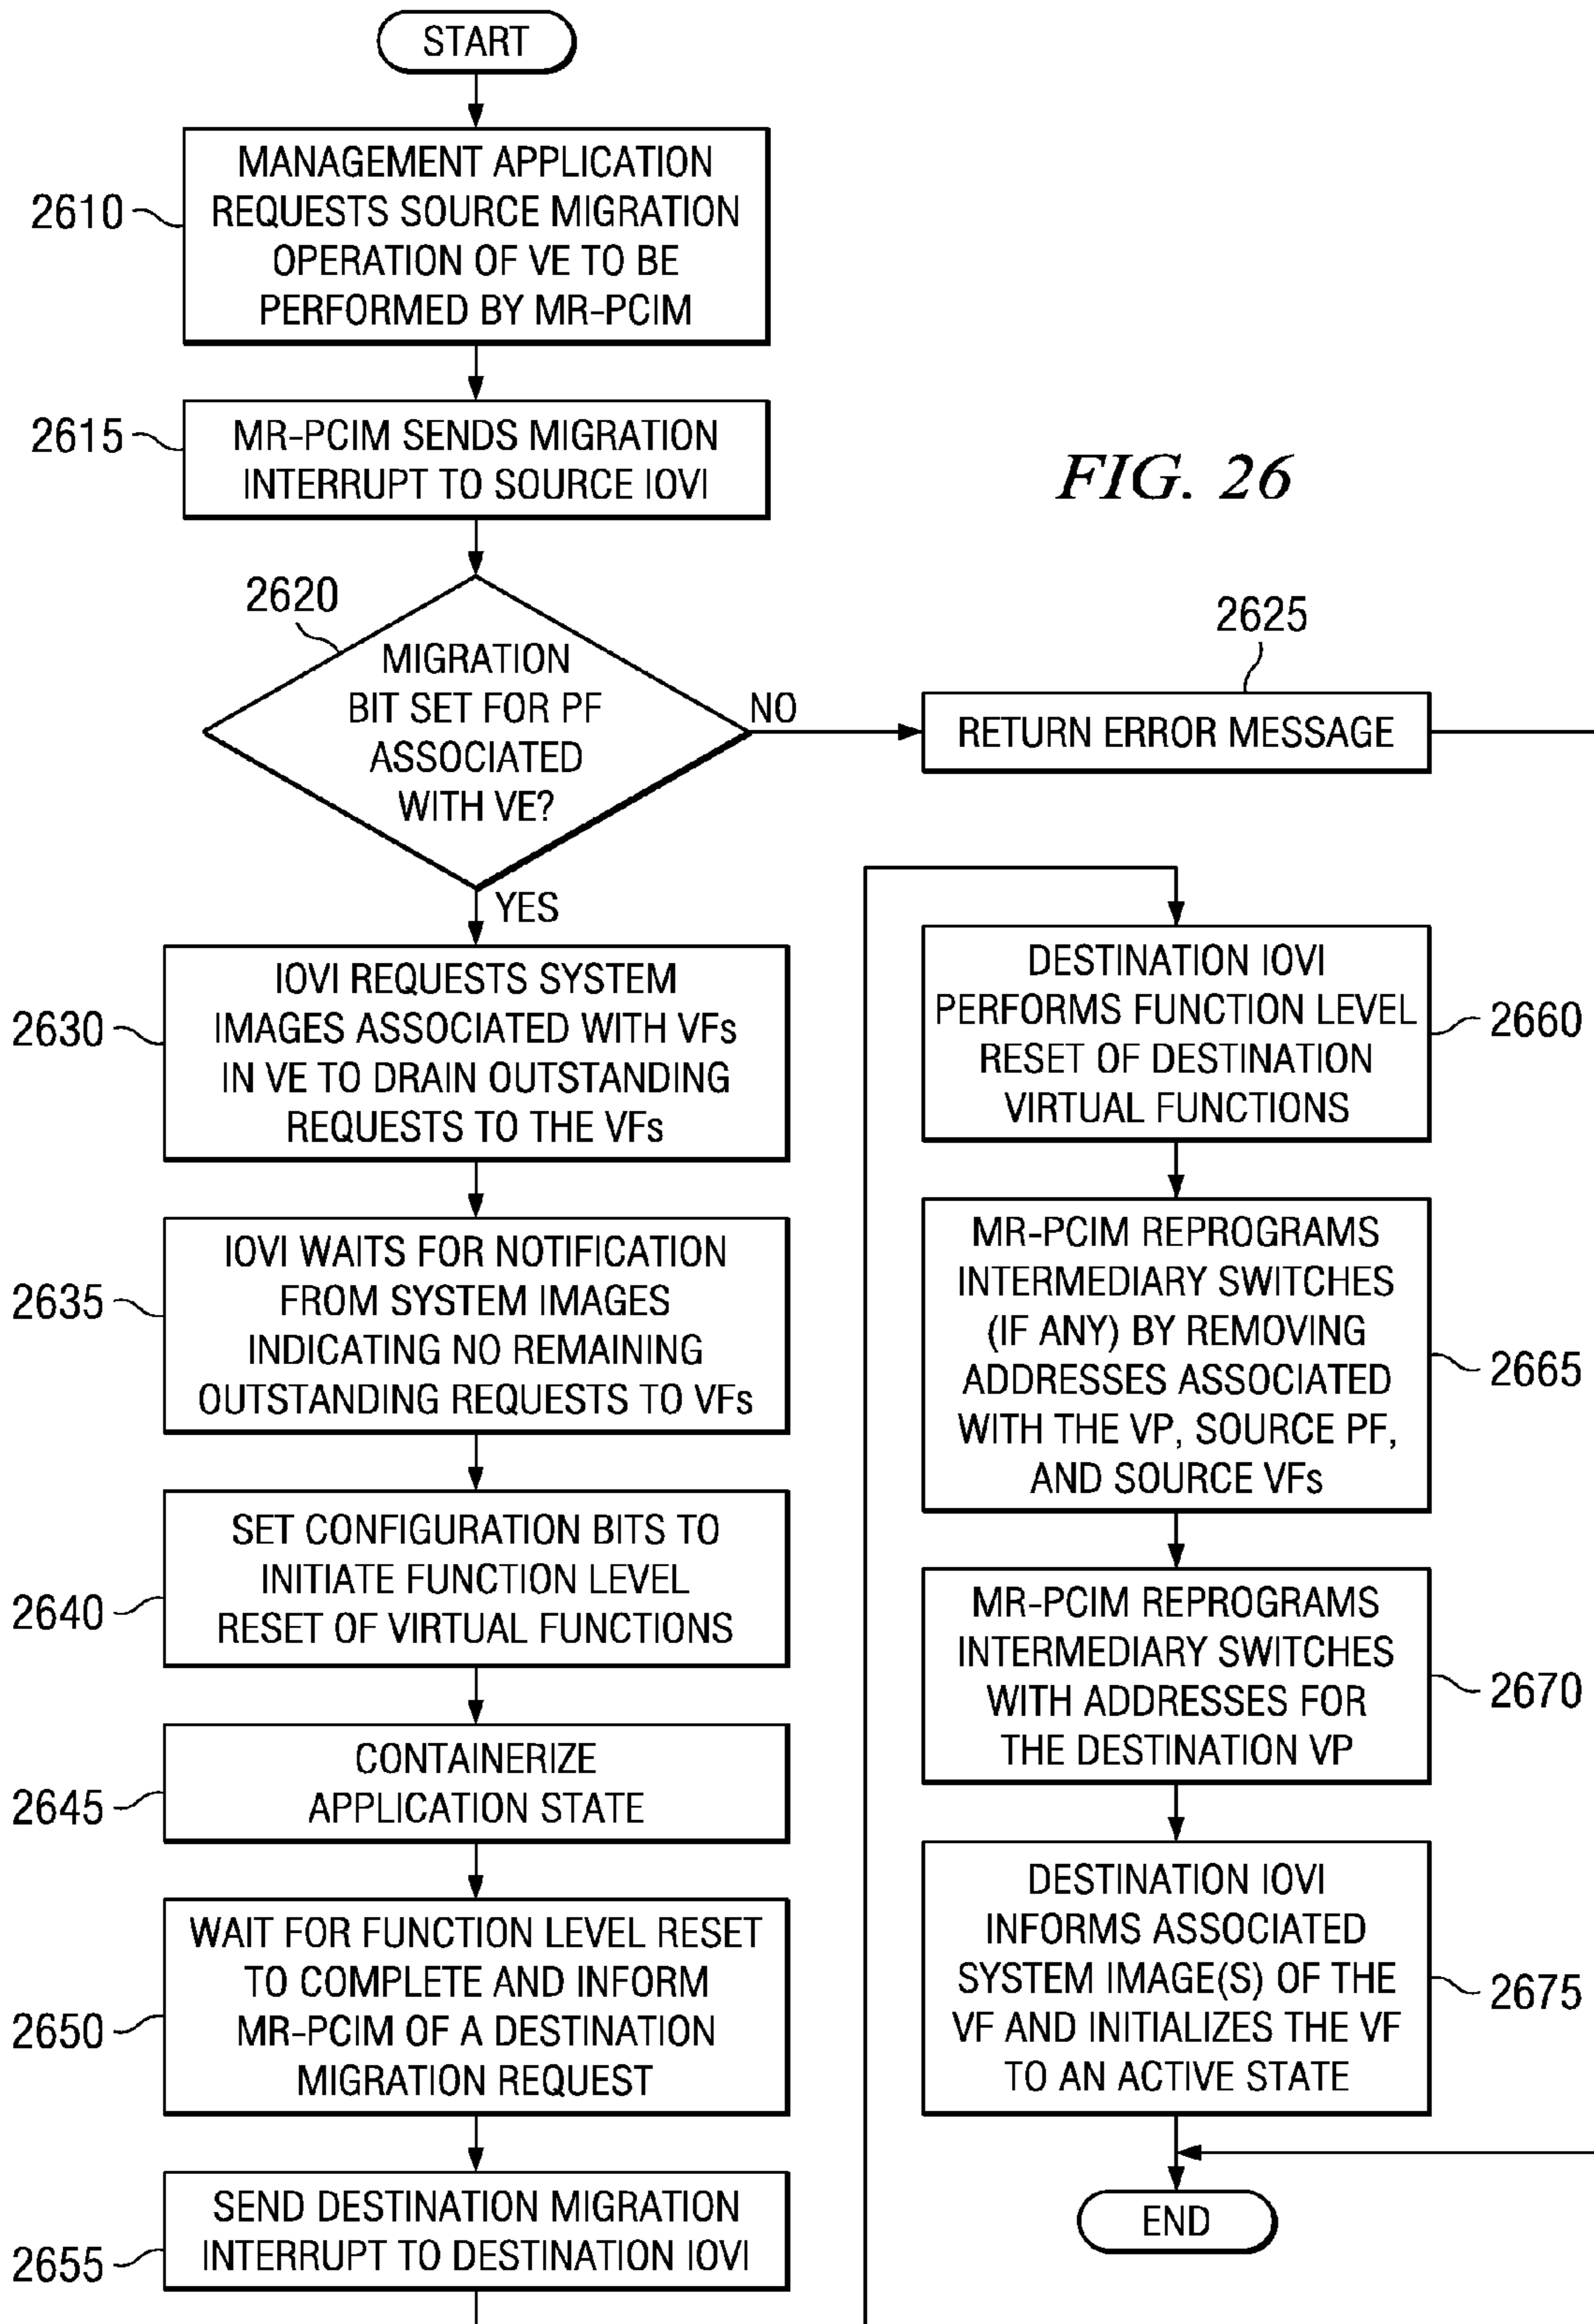 START
2610
MANAGEMENT APPLICATION
REQUESTS SOURCE MIGRATION
OPERATION OF VE TO BE
PERFORMED BY MR-PCIM
2615
MR-PCIM SENDS MIGRATION
INTERRUPT TO SOURCE IOVI
FIG. 26
2620
MIGRATION
BIT SET FOR PF
ASSOCIATED
WITH VE?
NO
2625
RETURN ERROR MESSAGE
YES
2630
IOVI REQUESTS SYSTEM
IMAGES ASSOCIATED WITH VFs
IN VE TO DRAIN OUTSTANDING
REQUESTS TO THE VFs
2635
IOVI WAITS FOR NOTIFICATION
FROM SYSTEM IMAGES
INDICATING NO REMAINING
OUTSTANDING REQUESTS TO VFs
2640
SET CONFIGURATION BITS TO
INITIATE FUNCTION LEVEL
RESET OF VIRTUAL FUNCTIONS
2645
CONTAINERIZE
APPLICATION STATE
2650
WAIT FOR FUNCTION LEVEL RESET
TO COMPLETE AND INFORM
MR-PCIM OF A DESTINATION
MIGRATION REQUEST
2655
SEND DESTINATION MIGRATION
INTERRUPT TO DESTINATION IOVI
DESTINATION IOVI
PERFORMS FUNCTION LEVEL
RESET OF DESTINATION
VIRTUAL FUNCTIONS
2660
MR-PCIM REPROGRAMS
INTERMEDIARY SWITCHES
(IF ANY) BY REMOVING
ADDRESSES ASSOCIATED
WITH THE VP, SOURCE PF,
AND SOURCE VFs
2665
MR-PCIM REPROGRAMS
INTERMEDIARY SWITCHES
WITH ADDRESSES FOR
THE DESTINATION VP
2670
DESTINATION IOVI
INFORMS ASSOCIATED
SYSTEM IMAGE(S) OF THE
VF AND INITIALIZES THE VF
TO AN ACTIVE STATE
2675
END